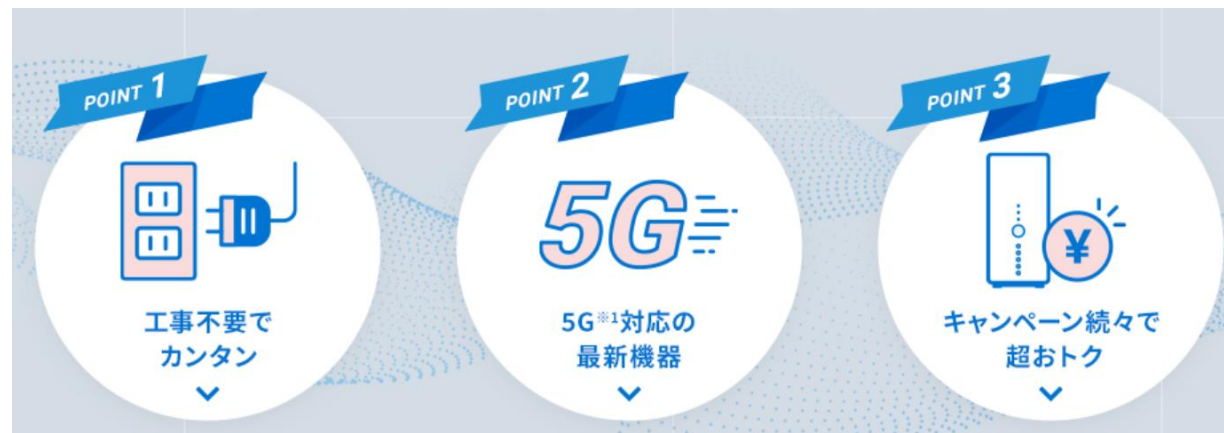 POINT 1
工事不要で
カンタン
POINT 2
5G
5G※1対応の
最新機器
POINT 3
¥
キャンペーン続々で
超おトク